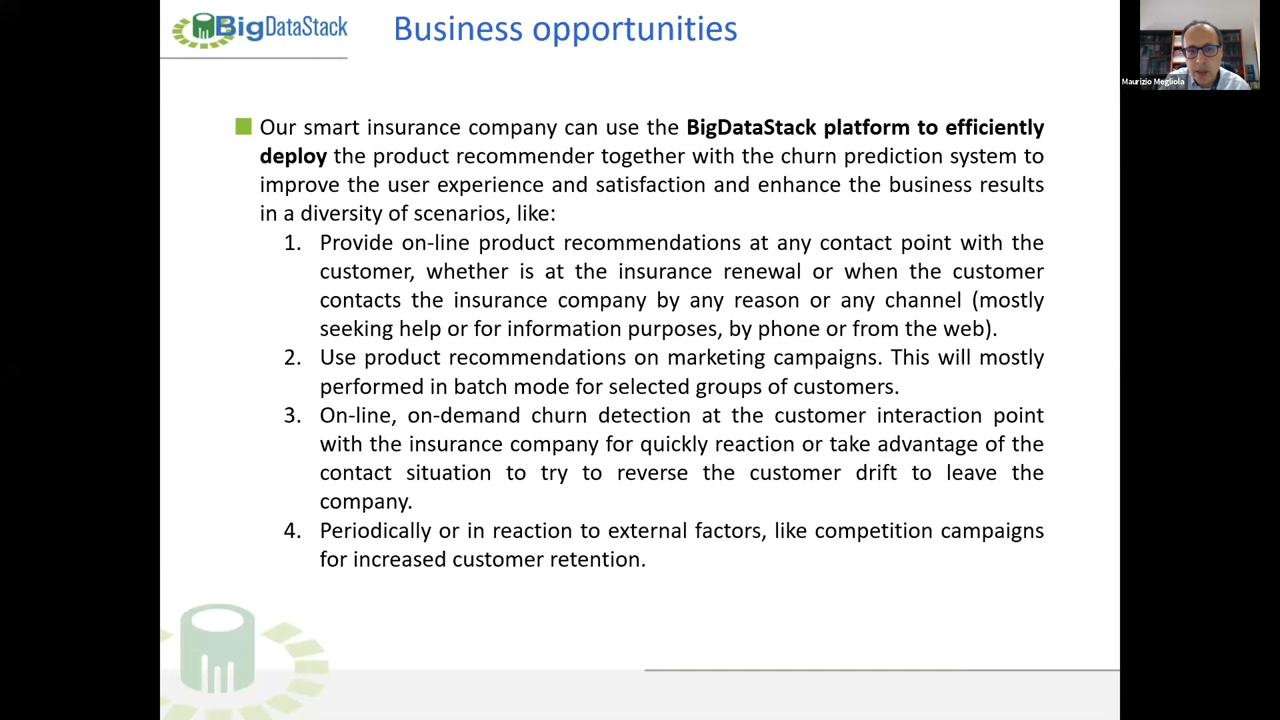 BigDataStack
Business opportunities
Maurizio Megliola
Our smart insurance company can use the BigDataStack platform to efficiently
deploy the product recommender together with the churn prediction system to
improve the user experience and satisfaction and enhance the business results
in a diversity of scenarios, like:
1. Provide on-line product recommendations at any contact point with the
customer, whether is at the insurance renewal or when the customer
contacts the insurance company by any reason or any channel (mostly
seeking help or for information purposes, by phone or from the web).
2. Use product recommendations on marketing campaigns. This will mostly
performed in batch mode for selected groups of customers.
3. On-line, on-demand churn detection at the customer interaction point
with the insurance company for quickly reaction or take advantage of the
contact situation to try to reverse the customer drift to leave the
company.
4. Periodically or in reaction to external factors, like competition campaigns
for increased customer retention.